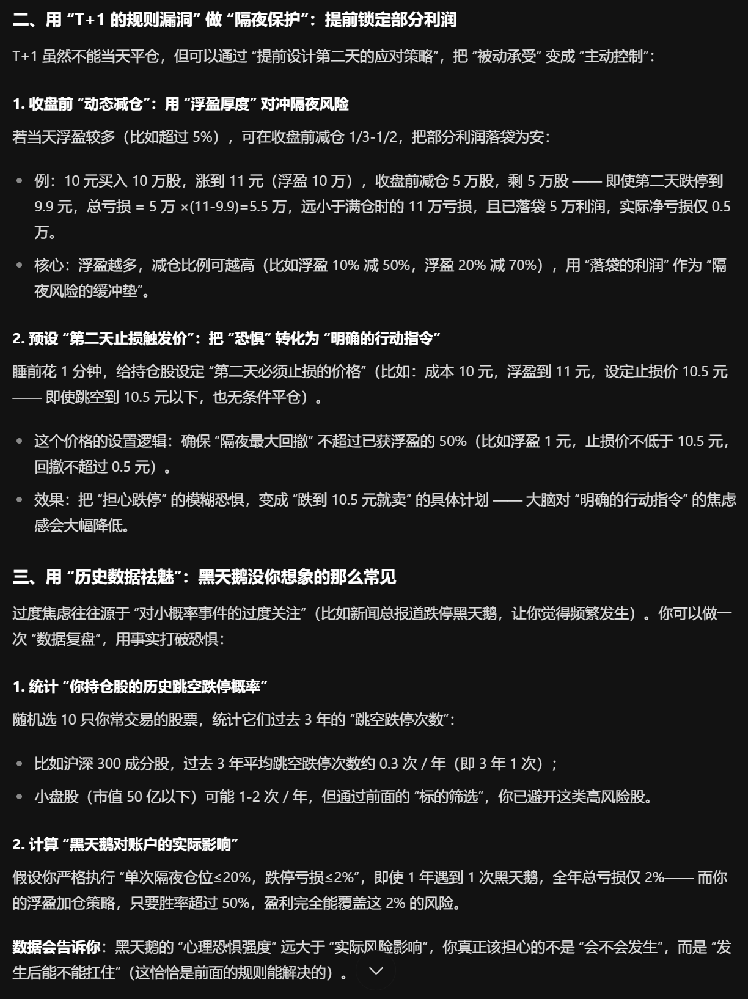 二、用 “T+1 的规则漏洞” 做 “隔夜保护”：提前锁定部分利润
T+1 虽然不能当天平仓，但可以通过 “提前设计第二天的应对策略”，把 “被动承受” 变成 “主动控制”：
1. 收盘前 “动态减仓”：用 “浮盈厚度” 对冲隔夜风险
若当天浮盈较多（比如超过 5%），可在收盘前减仓 1/3-1/2，把部分利润落袋为安：
例：10 元买入 10 万股，涨到 11 元（浮盈 10 万），收盘前减仓 5 万股，剩 5 万股 —— 即使第二天跌停到
9.9 元，总亏损 = 5 万 ×(11-9.9)=5.5 万，远小于满仓时的 11 万亏损，且已落袋 5 万利润，实际净亏损仅 0.5
万。
核心：浮盈越多，减仓比例可越高（比如浮盈 10% 减 50%，浮盈 20% 减 70%），用 “落袋的利润” 作为 “隔
夜风险的缓冲垫”。
2. 预设 “第二天止损触发价”：把 “恐惧” 转化为 “明确的行动指令”
睡前花 1 分钟，给持仓股设定 “第二天必须止损的价格”（比如：成本 10 元，浮盈到 11 元，设定止损价 10.5 元
—— 即使跳空到 10.5 元以下，也无条件平仓）。
这个价格的设置逻辑：确保 “隔夜最大回撤” 不超过已获浮盈的 50%（比如浮盈 1 元，止损价不低于 10.5 元，
回撤不超过 0.5 元）。
效果：把 “担心跌停” 的模糊恐惧，变成 “跌到 10.5 元就卖” 的具体计划 —— 大脑对 “明确的行动指令” 的焦虑
感会大幅降低。
三、用 “历史数据祛魅”：黑天鹅没你想象的那么常见
过度焦虑往往源于 “对小概率事件的过度关注”（比如新闻总报道跌停黑天鹅，让你觉得频繁发生）。你可以做一
次 “数据复盘”，用事实打破恐惧：
1. 统计 “你持仓股的历史跳空跌停概率”
随机选 10 只你常交易的股票，统计它们过去 3 年的 “跳空跌停次数”：
比如沪深 300 成分股，过去 3 年平均跳空跌停次数约 0.3 次 / 年（即 3 年 1 次）；
小盘股（市值 50 亿以下）可能 1-2 次 / 年，但通过前面的 “标的筛选”，你已避开这类高风险股。
2. 计算 “黑天鹅对账户的实际影响”
假设你严格执行 “单次隔夜仓位≤20%，跌停亏损≤2%”，即使 1 年遇到 1 次黑天鹅，全年总亏损仅 2%—— 而你
的浮盈加仓策略，只要胜率超过 50%，盈利完全能覆盖这 2% 的风险。
数据会告诉你：黑天鹅的 “心理恐惧强度” 远大于 “实际风险影响”，你真正该担心的不是 “会不会发生”，而是 “发
生后能不能扛住”（这恰恰是前面的规则能解决的）。